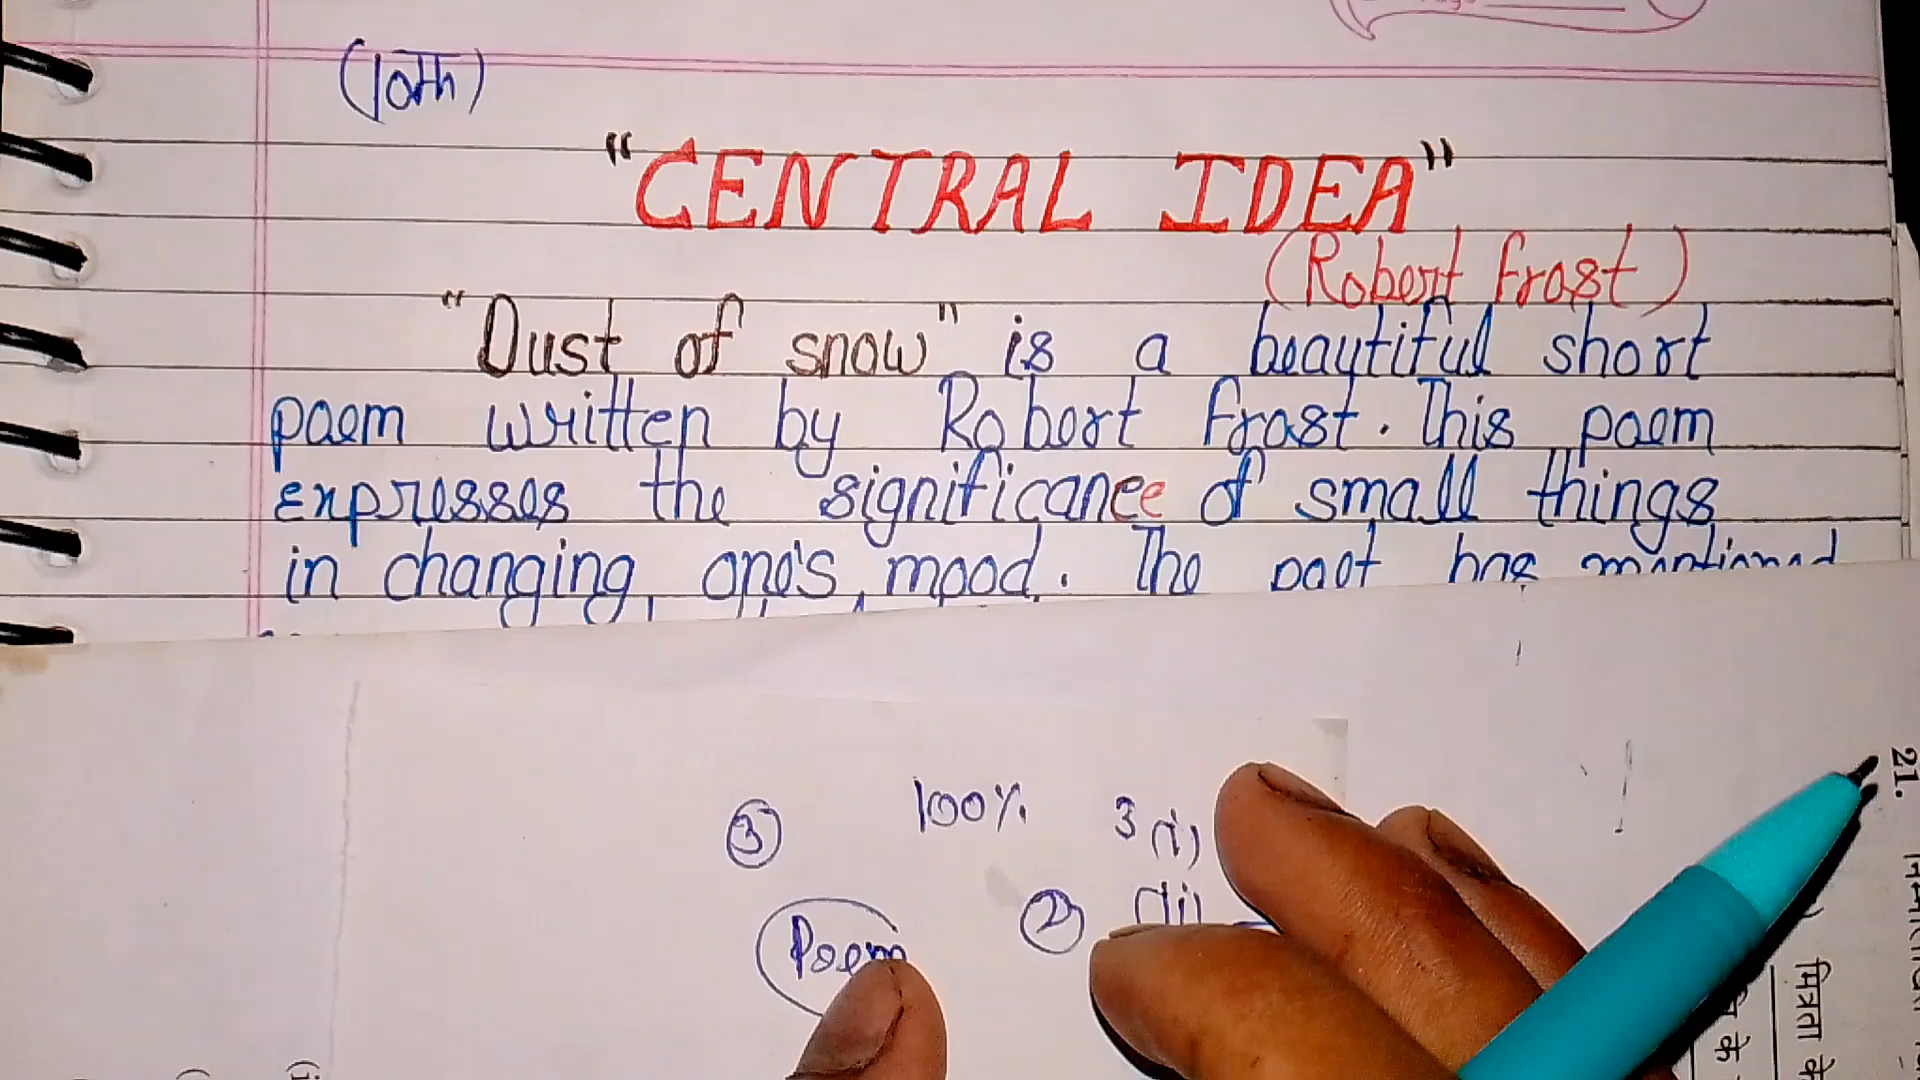 (10th)
"CENTRAL IDEA"
(Robert Frost)
"Dust of snow" is a beautiful short
poem written by Robert Frost. This poem
expresses the significance of small things
in changing one's mood. The poet has mentioned
21.
③ 100% 3 (i)
② (ii)
Poem
मित्रता के
के